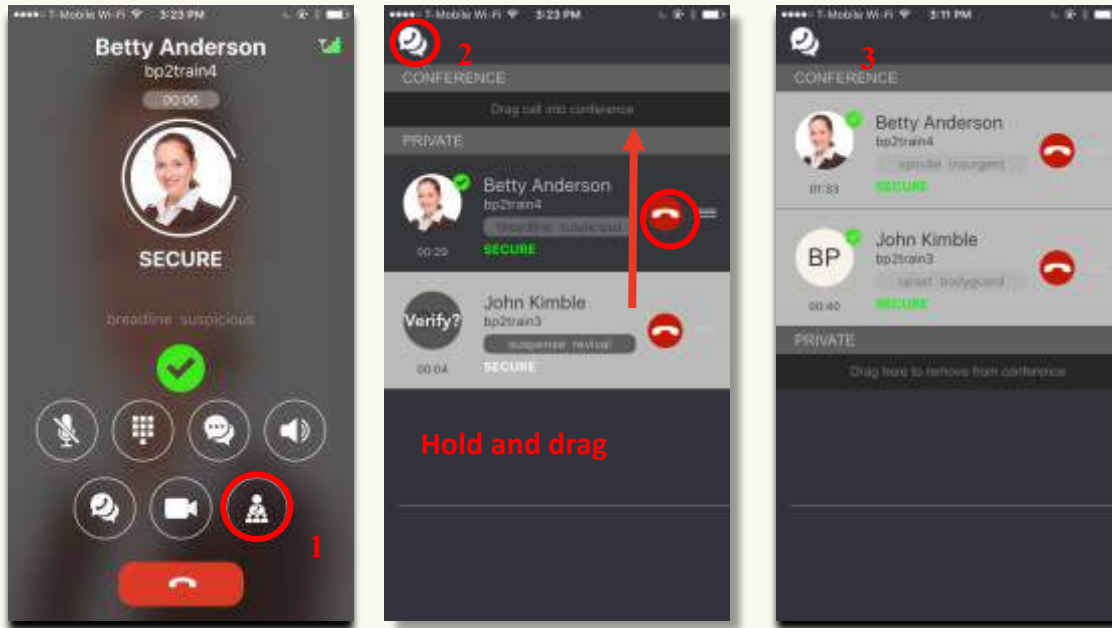 T-Mobile Wi-Fi 3:23 PM
Betty Anderson
bp2train4
00:06
SECURE
breadline suspicious
1
T-Mobile Wi-Fi 3:23 PM
2
CONFERENCE
Drag call into conference
PRIVATE
Betty Anderson
bp2train4
breadline suspicious
00:29
SECURE
Verify?
John Kimble
bp2train3
suspense revival
00:04
SECURE
Hold and drag
T-Mobile Wi-Fi 3:11 PM
3
CONFERENCE
Betty Anderson
bp2train4
spindle insurgent
01:33
SECURE
BP
John Kimble
bp2train3
upset bodyguard
00:40
SECURE
PRIVATE
Drag here to remove from conference